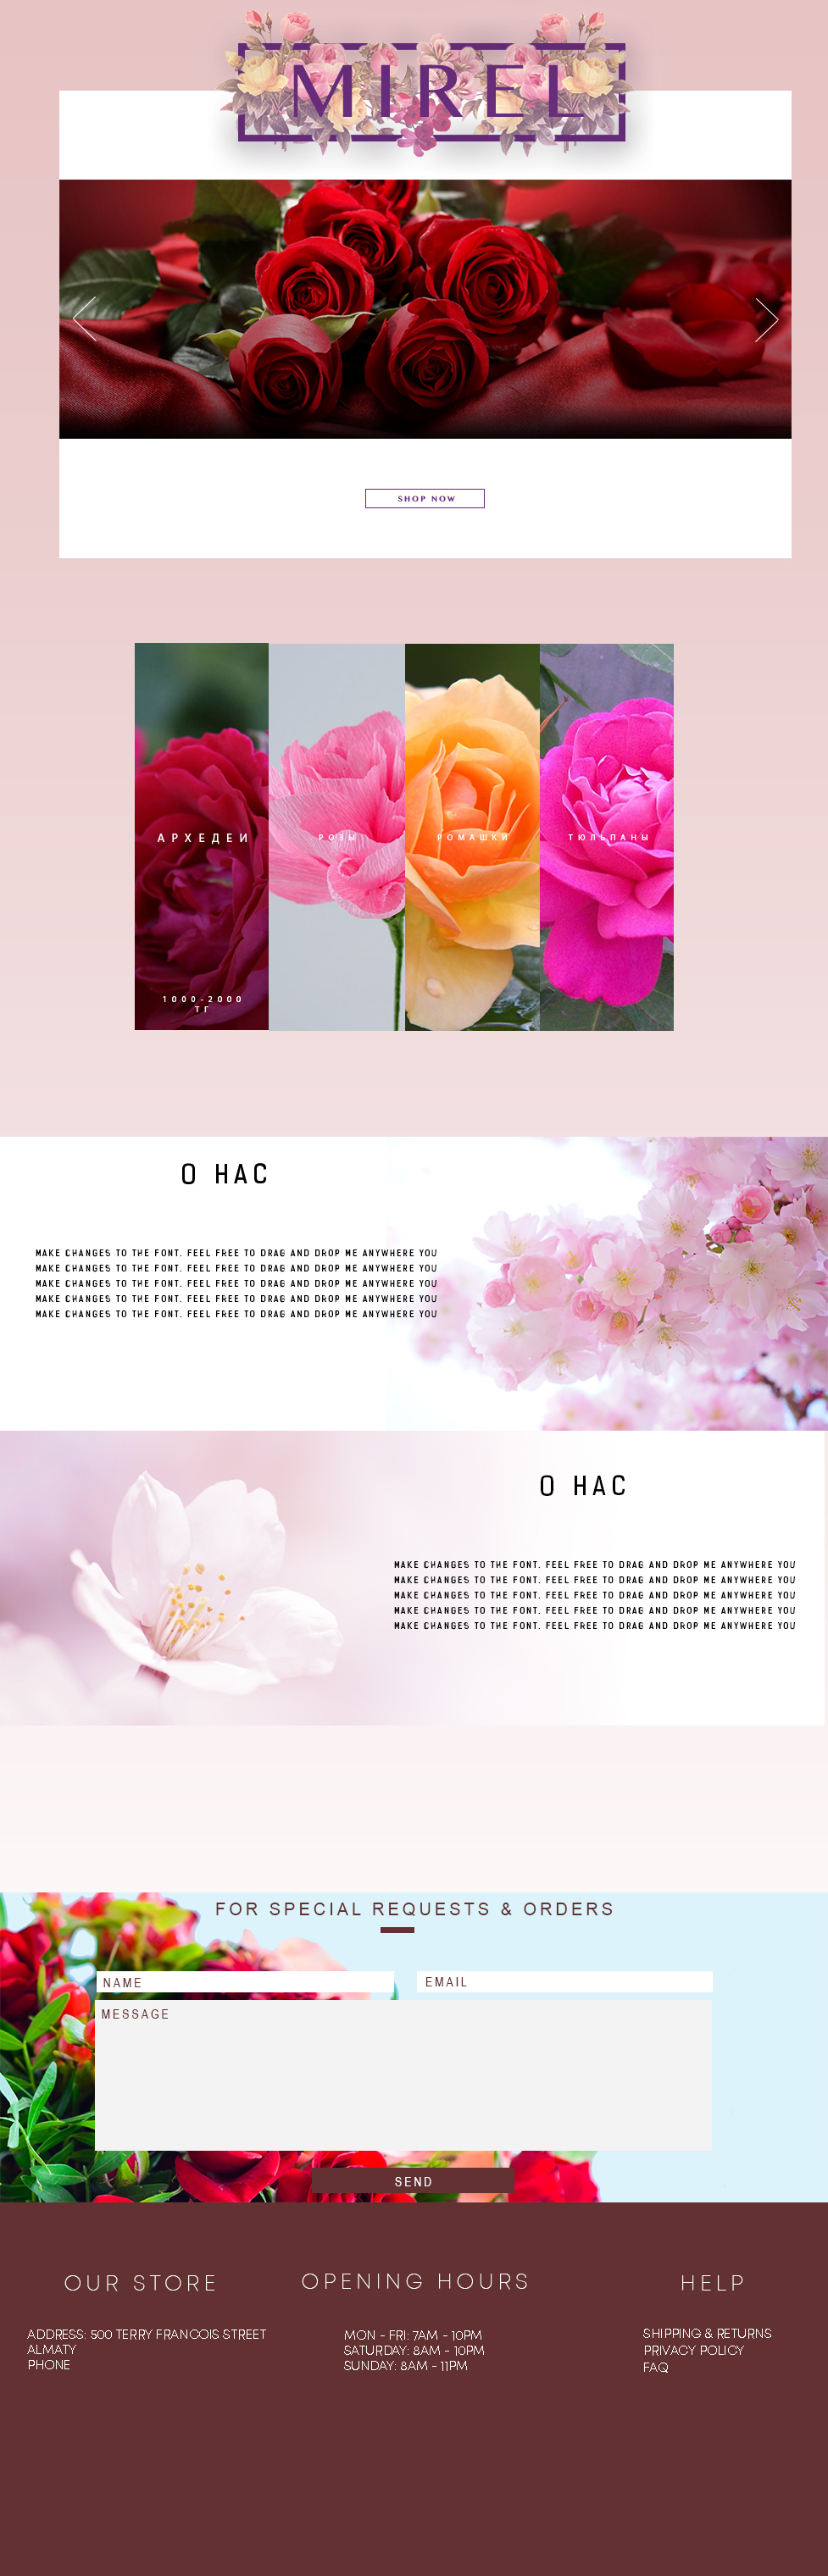 MIREL
SHOP NOW
АРХЕДЕИ
РОЗЫ
РОМАШКИ
ТЮЛЬПАНЫ
1000-2000
ТГ
О НАС
MAKE CHANGES TO THE FONT. FEEL FREE TO DRAG AND DROP ME ANYWHERE YOU
MAKE CHANGES TO THE FONT. FEEL FREE TO DRAG AND DROP ME ANYWHERE YOU
MAKE CHANGES TO THE FONT. FEEL FREE TO DRAG AND DROP ME ANYWHERE YOU
MAKE CHANGES TO THE FONT. FEEL FREE TO DRAG AND DROP ME ANYWHERE YOU
MAKE CHANGES TO THE FONT. FEEL FREE TO DRAG AND DROP ME ANYWHERE YOU
О НАС
MAKE CHANGES TO THE FONT. FEEL FREE TO DRAG AND DROP ME ANYWHERE YOU
MAKE CHANGES TO THE FONT. FEEL FREE TO DRAG AND DROP ME ANYWHERE YOU
MAKE CHANGES TO THE FONT. FEEL FREE TO DRAG AND DROP ME ANYWHERE YOU
MAKE CHANGES TO THE FONT. FEEL FREE TO DRAG AND DROP ME ANYWHERE YOU
MAKE CHANGES TO THE FONT. FEEL FREE TO DRAG AND DROP ME ANYWHERE YOU
FOR SPECIAL REQUESTS & ORDERS
NAME
EMAIL
MESSAGE
SEND
OUR STORE
ADDRESS: 500 TERRY FRANCOIS STREET
ALMATY
PHONE
OPENING HOURS
MON - FRI: 7AM - 10PM
SATURDAY: 8AM - 10PM
SUNDAY: 8AM - 11PM
HELP
SHIPPING & RETURNS
PRIVACY POLICY
FAQ